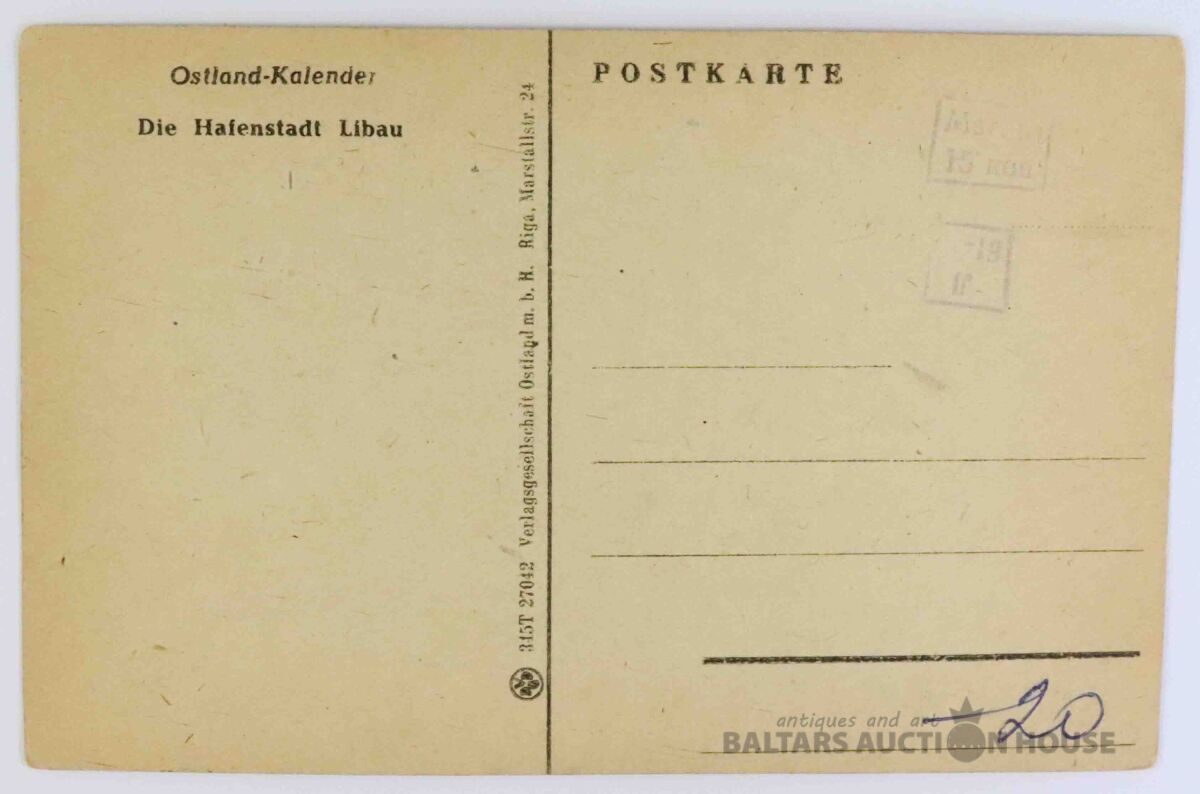 Ostland-Kalender
Die Hafenstadt Libau
345T 27042 Verlagsgesellschaft Ostland m. b. H. Riga, Marstallstr. 24
POSTKARTE
15 коп
-20
antiques and art
BALTARS AUCTION HOUSE